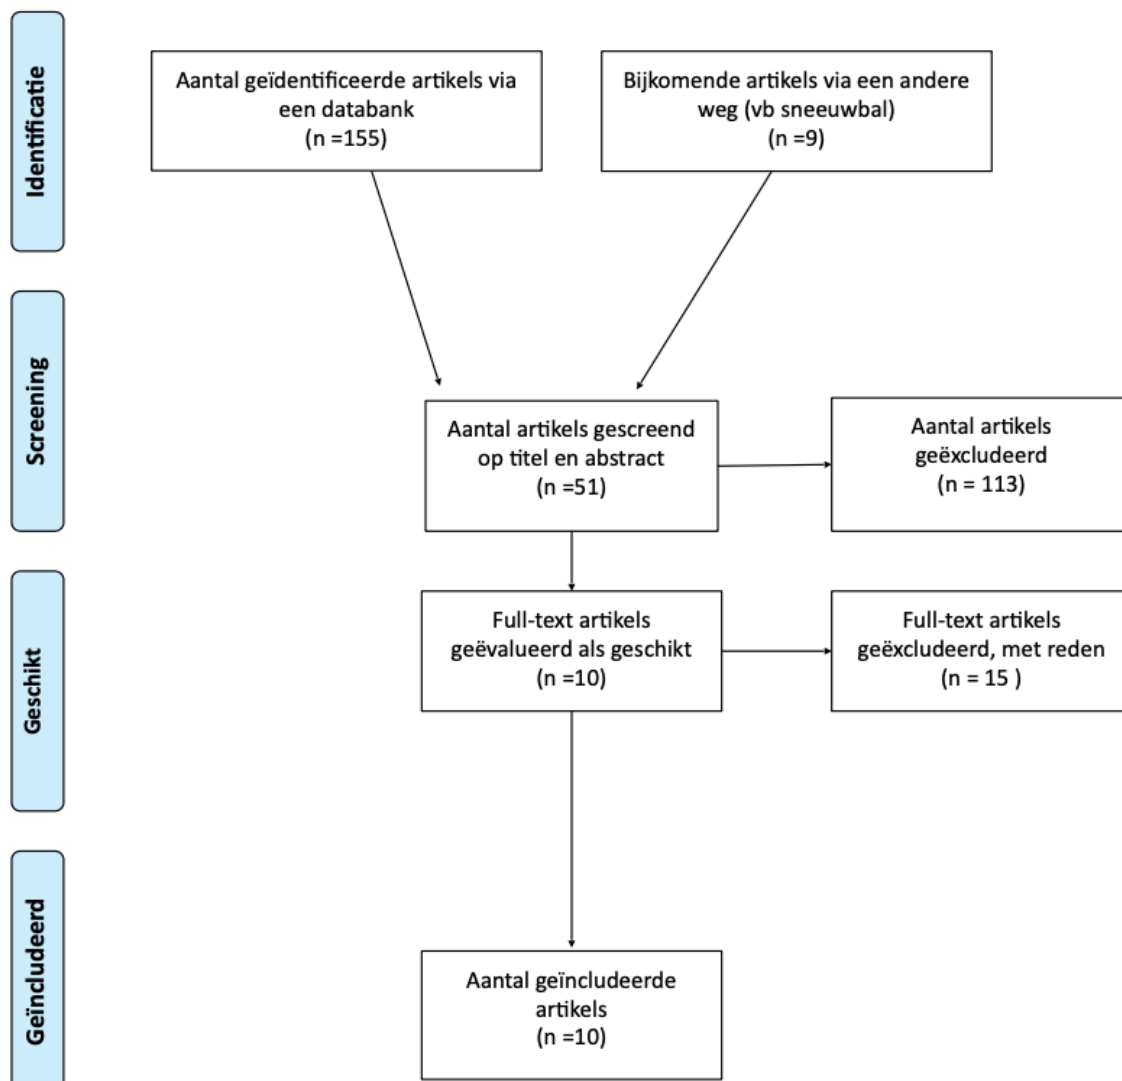 Identificatie
Aantal geïdentificeerde artikels via
een databank
(n =155)
Bijkomende artikels via een andere
weg (vb sneeuwbal)
(n =9)
Screening
Aantal artikels gescreend
op titel en abstract
(n =51)
Aantal artikels
geëxcludeerd
(n = 113)
Geschikt
Full-text artikels
geëvalueerd als geschikt
(n =10)
Full-text artikels
geëxcludeerd, met reden
(n = 15 )
Geïncludeerd
Aantal geïncludeerde
artikels
(n =10)